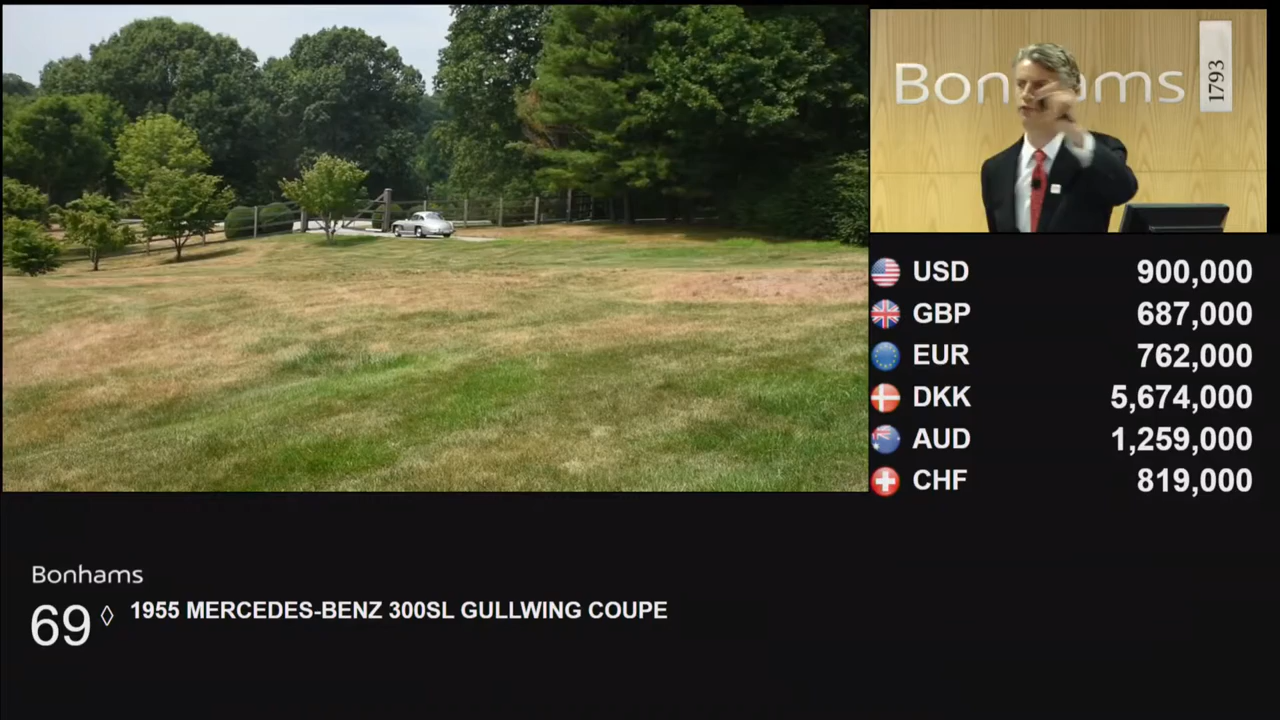 Bonhams
1793
USD 900,000
GBP 687,000
EUR 762,000
DKK 5,674,000
AUD 1,259,000
CHF 819,000
Bonhams
69 ◊ 1955 MERCEDES-BENZ 300SL GULLWING COUPE